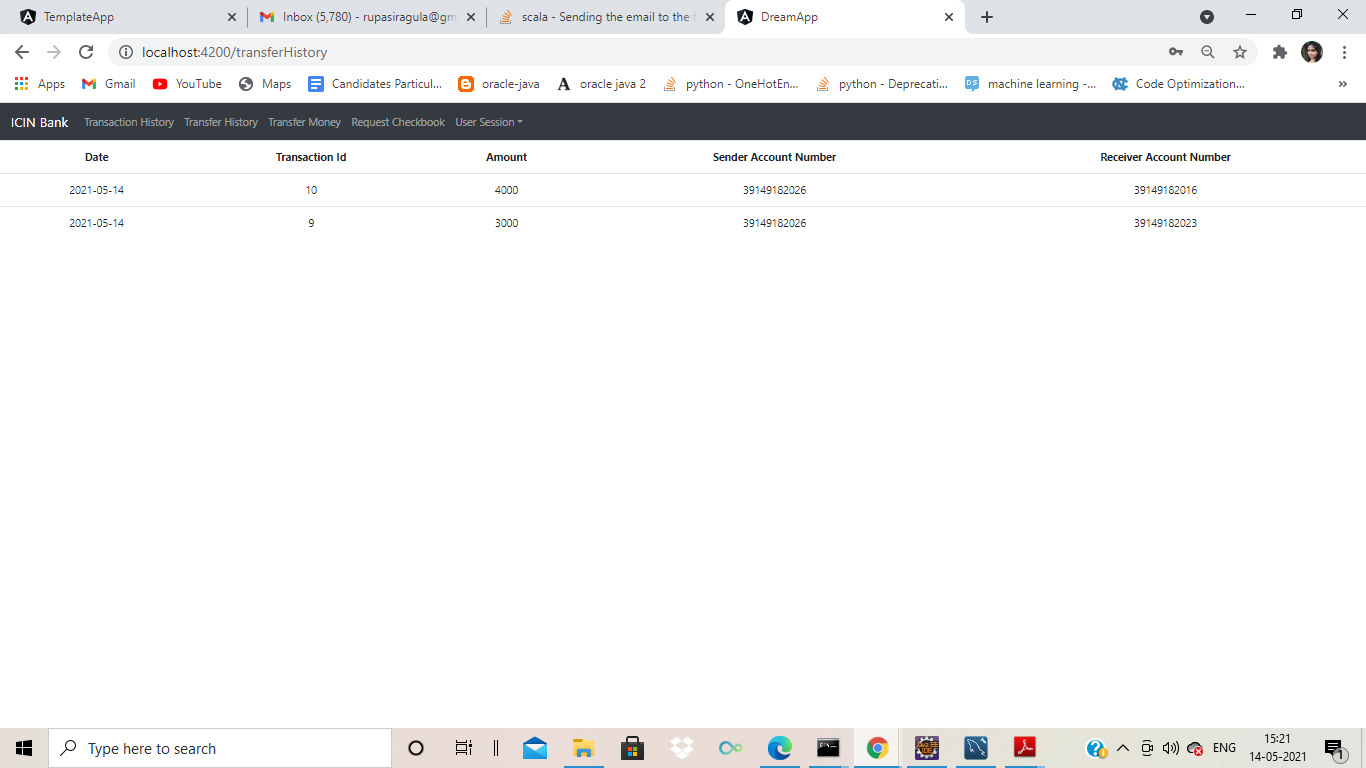 TemplateApp
Inbox (5,780) - rupasiragula@gm
scala - Sending the email to the
DreamApp
localhost:4200/transferHistory
Apps Gmail YouTube Maps Candidates Particul... oracle-java A oracle java 2 python - OneHotEn... python - Deprecati... machine learning -... Code Optimization... »
ICIN Bank Transaction History Transfer History Transfer Money Request Checkbook User Session
Date Transaction Id Amount Sender Account Number Receiver Account Number
2021-05-14 10 4000 39149182026 39149182016
2021-05-14 9 3000 39149182026 39149182023
Type here to search
ENG
15:21
14-05-2021
1